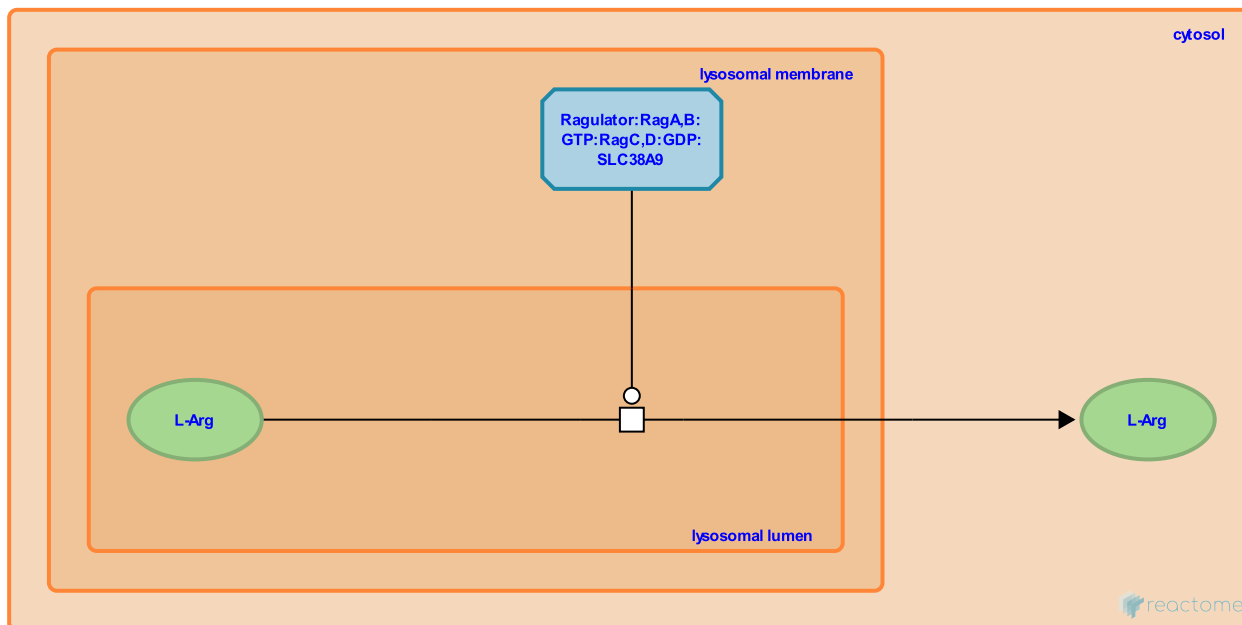 cytosol
lysosomal membrane
Ragulator:RagA,B:
GTP:RagC,D:GDP:
SLC38A9
L-Arg
L-Arg
lysosomal lumen
reactome